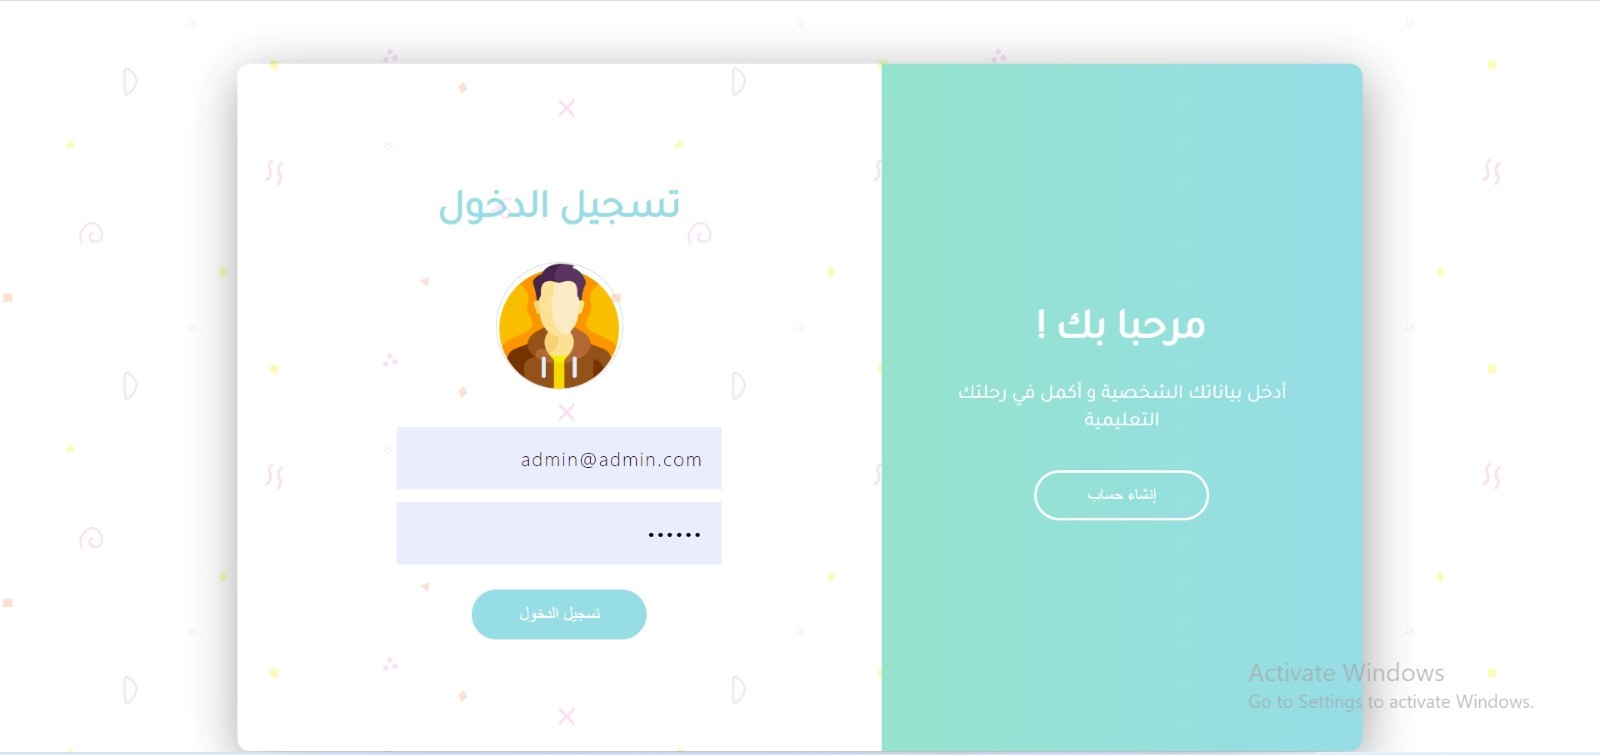 تسجيل الدخول
admin@admin.com
••••••
تسجيل الدخول
مرحبا بك !
أدخل بياناتك الشخصية و أكمل في رحلتك
التعليمية
إنشاء حساب
Activate Windows
Go to Settings to activate Windows.